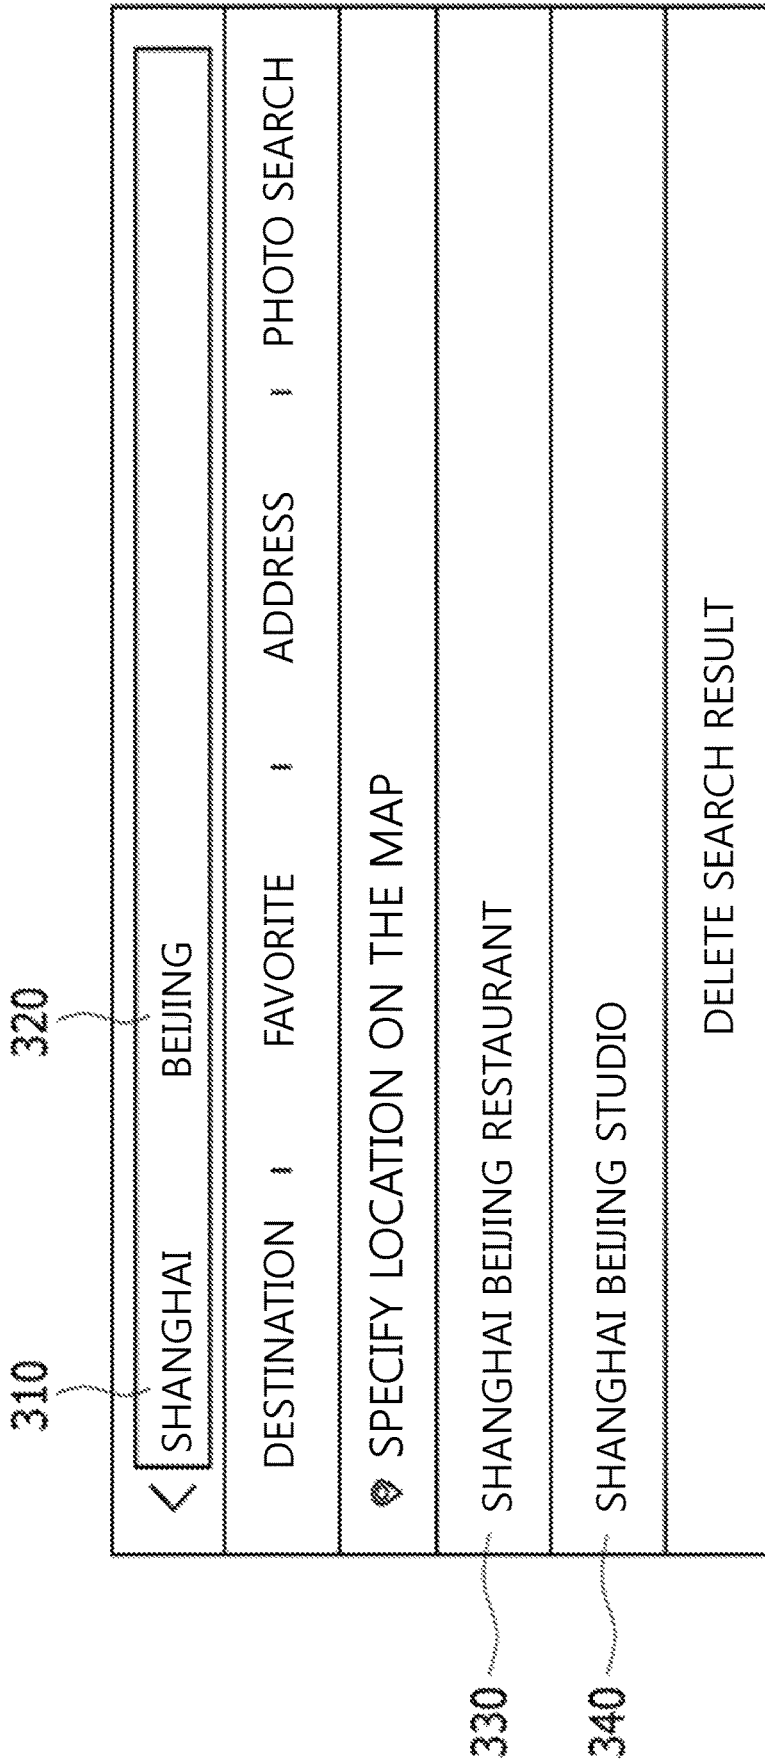 310 320
< SHANGHAI BEIJING
DESTINATION FAVORITE ADDRESS PHOTO SEARCH
SPECIFY LOCATION ON THE MAP
330 SHANGHAI BEIJING RESTAURANT
340 SHANGHAI BEIJING STUDIO
DELETE SEARCH RESULT